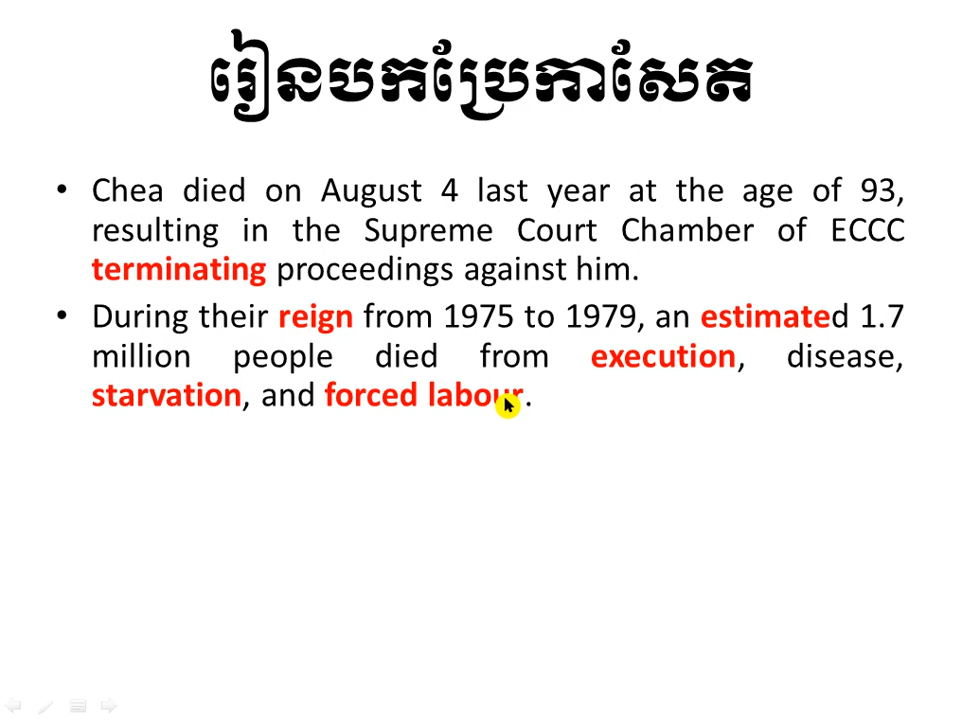 រៀនបកប្រែកាសែត
• Chea died on August 4 last year at the age of 93,
resulting in the Supreme Court Chamber of ECCC
terminating proceedings against him.
• During their reign from 1975 to 1979, an estimated 1.7
million people died from execution, disease,
starvation, and forced labour.